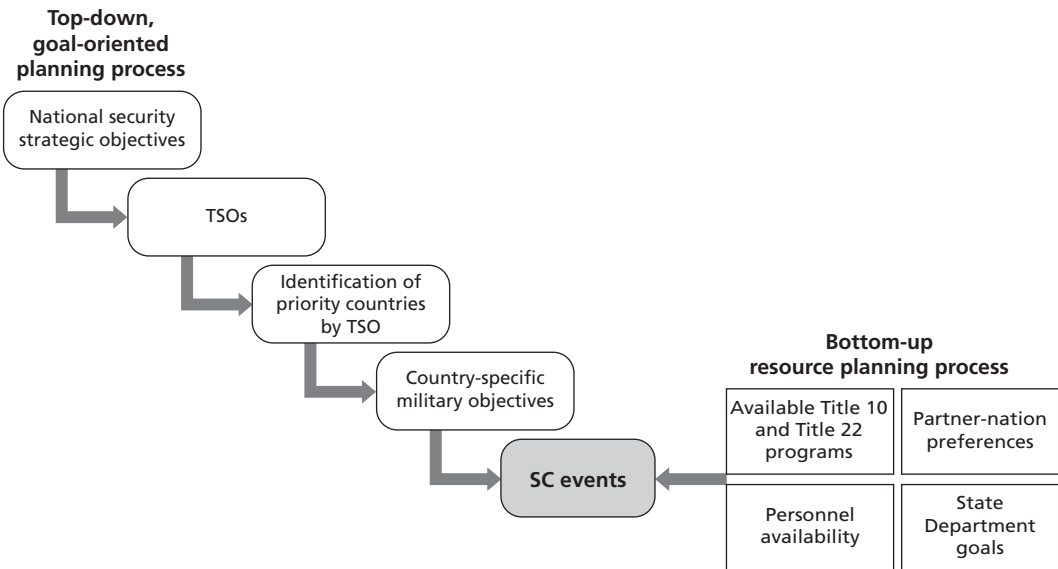 Top-down,
goal-oriented
planning process
National security
strategic objectives
TSOs
Identification of
priority countries
by TSO
Country-specific
military objectives
SC events
Bottom-up
resource planning process
Available Title 10
and Title 22
programs
Partner-nation
preferences
Personnel
availability
State
Department
goals